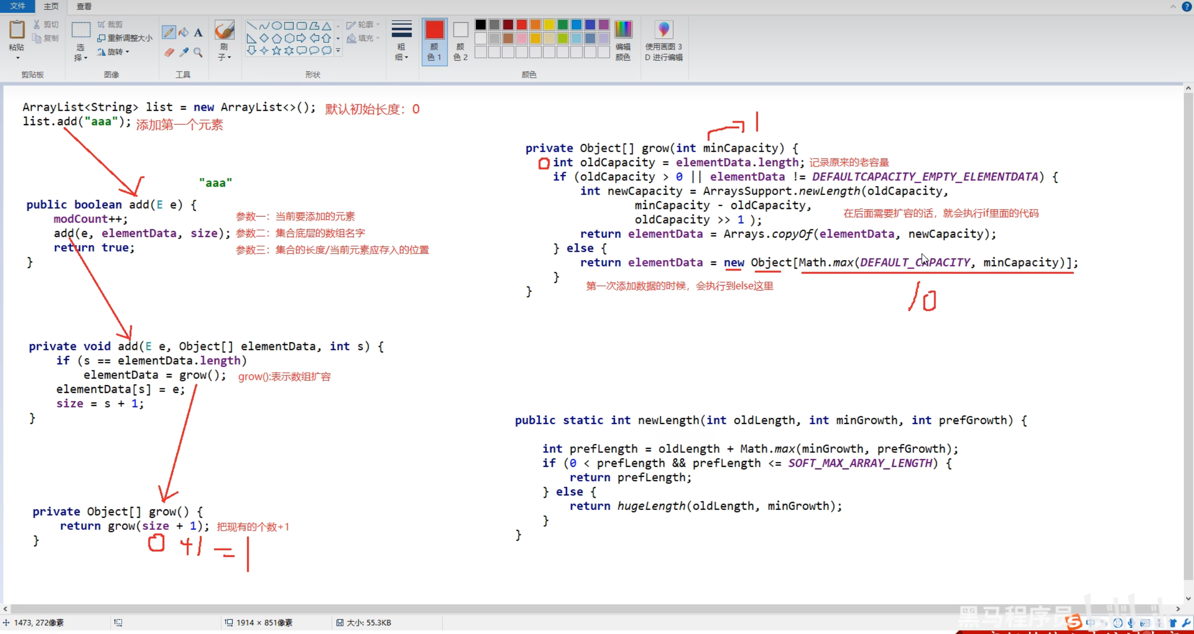 文件 主页 查看
粘贴
剪切
复制
剪贴板
选择
裁剪
重新调整大小
旋转
图像
A
工具
刷子
轮廓
填充
形状
粗细
颜色 1
颜色 2
颜色
编辑颜色
使用画图 3D 进行编辑
ArrayList<String> list = new ArrayList<>(); 默认初始长度：0
list.add("aaa"); 添加第一个元素
"aaa"
public boolean add(E e) {
modCount++;
add(e, elementData, size);
return true;
}
参数一：当前要添加的元素
参数二：集合底层的数组名字
参数三：集合的长度/当前元素应存入的位置
private void add(E e, Object[] elementData, int s) {
if (s == elementData.length)
elementData = grow(); grow():表示数组扩容
elementData[s] = e;
size = s + 1;
}
private Object[] grow() {
return grow(size + 1); 把现有的个数+1
}
0 +1 = 1
1
private Object[] grow(int minCapacity) {
0 int oldCapacity = elementData.length; 记录原来的老容量
if (oldCapacity > 0 || elementData != DEFAULTCAPACITY_EMPTY_ELEMENTDATA) {
int newCapacity = ArraysSupport.newLength(oldCapacity,
minCapacity - oldCapacity,
oldCapacity >> 1 ); 在后面需要扩容的话，就会执行if里面的代码
return elementData = Arrays.copyOf(elementData, newCapacity);
} else {
return elementData = new Object[Math.max(DEFAULT_CAPACITY, minCapacity)];
}
第一次添加数据的时候，会执行到else这里
}
10
public static int newLength(int oldLength, int minGrowth, int prefGrowth) {
int prefLength = oldLength + Math.max(minGrowth, prefGrowth);
if (0 < prefLength && prefLength <= SOFT_MAX_ARRAY_LENGTH) {
return prefLength;
} else {
return hugeLength(oldLength, minGrowth);
}
}
1473, 272像素
1914 × 851像素
大小: 55.3KB
黑马程序员